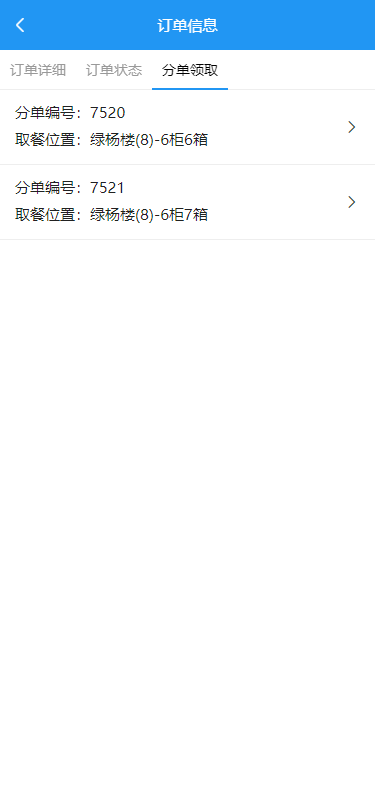 订单信息
订单详细 订单状态 分单领取
分单编号：7520
取餐位置：绿杨楼(8)-6柜6箱
分单编号：7521
取餐位置：绿杨楼(8)-6柜7箱